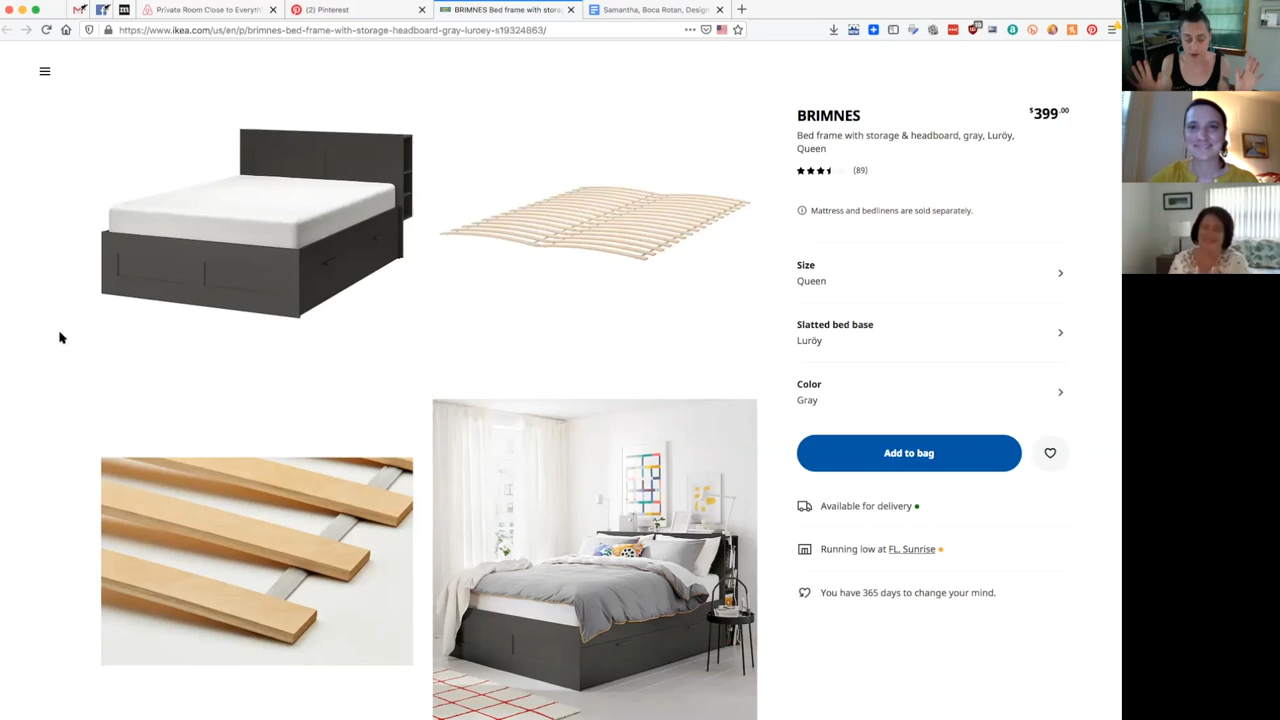 Private Room Close to Everyth
(2) Pinterest
BRIMNES Bed frame with stora
Samantha, Boca Rotan, Design
https://www.ikea.com/us/en/p/brimnes-bed-frame-with-storage-headboard-gray-luroey-s19324863/
BRIMNES
$399.00
Bed frame with storage & headboard, gray, Luröy,
Queen
(89)
Mattress and bedlinens are sold separately.
Size
Queen
Slatted bed base
Luröy
Color
Gray
Add to bag
Available for delivery
Running low at FL, Sunrise
You have 365 days to change your mind.